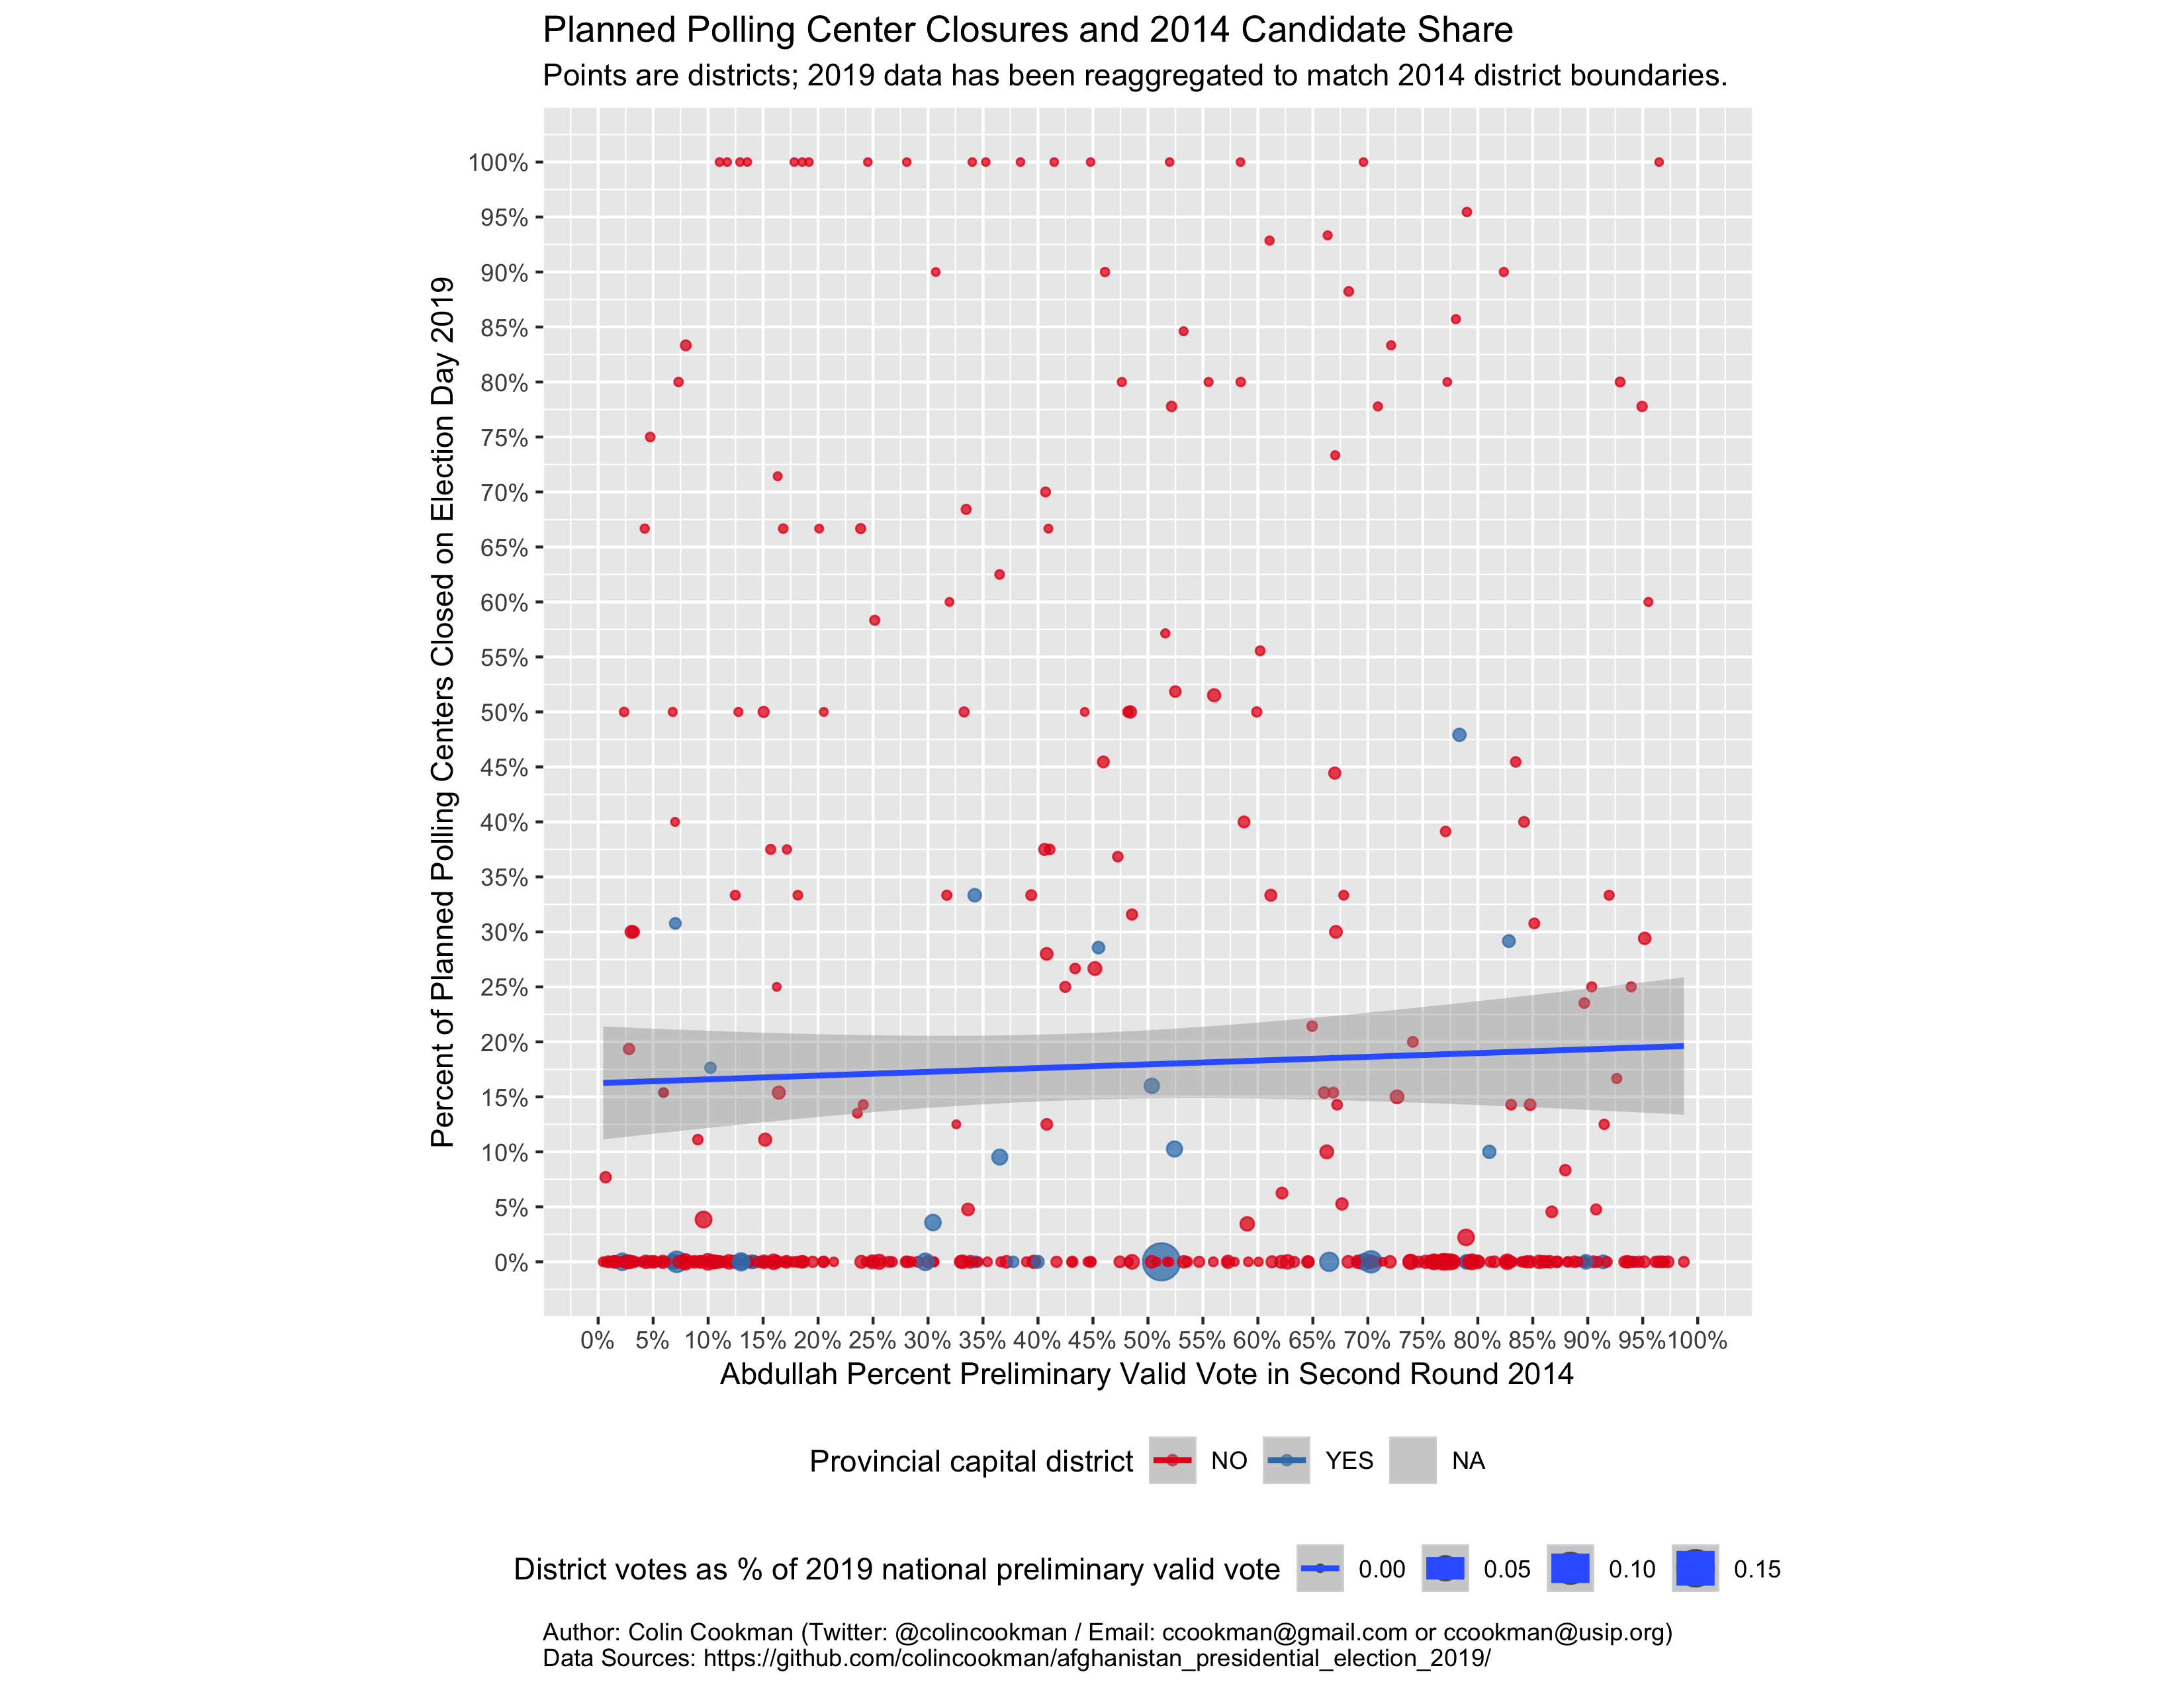 Planned Polling Center Closures and 2014 Candidate Share
Points are districts; 2019 data has been reaggregated to match 2014 district boundaries.
Percent of Planned Polling Centers Closed on Election Day 2019
100%
95%
90%
85%
80%
75%
70%
65%
60%
55%
50%
45%
40%
35%
30%
25%
20%
15%
10%
5%
0%
0% 5% 10% 15% 20% 25% 30% 35% 40% 45% 50% 55% 60% 65% 70% 75% 80% 85% 90% 95% 100%
Abdullah Percent Preliminary Valid Vote in Second Round 2014
Provincial capital district NO YES NA
District votes as % of 2019 national preliminary valid vote 0.00 0.05 0.10 0.15
Author: Colin Cookman (Twitter: @colincookman / Email: ccookman@gmail.com or ccookman@usip.org)
Data Sources: https://github.com/colincookman/afghanistan_presidential_election_2019/